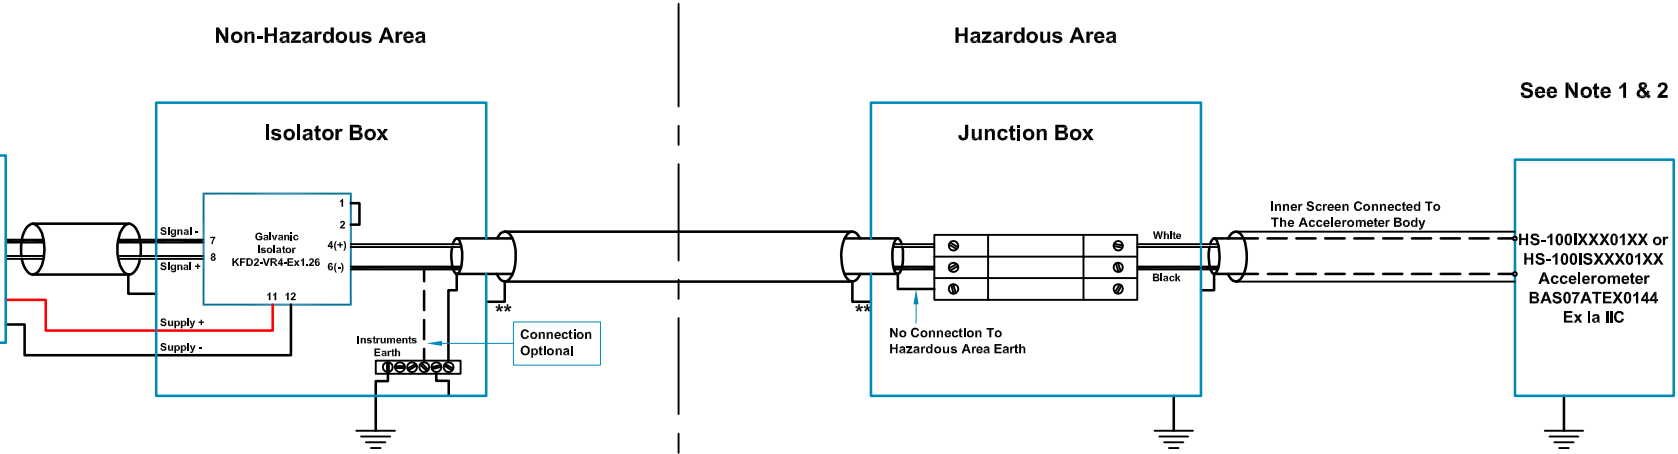 Non-Hazardous Area
Hazardous Area
See Note 1 & 2
Isolator Box
Junction Box
1
2
Signal -
7
8
Signal +
Galvanic
Isolator
KFD2-VR4-Ex1.26
4(+)
6(-)
11 12
Supply +
Supply -
Instruments
Earth
Connection
Optional
**
**
No Connection To
Hazardous Area Earth
White
Black
Inner Screen Connected To
The Accelerometer Body
HS-100IXXX01XX or
HS-100ISXXX01XX
Accelerometer
BAS07ATEX0144
Ex ia IIC